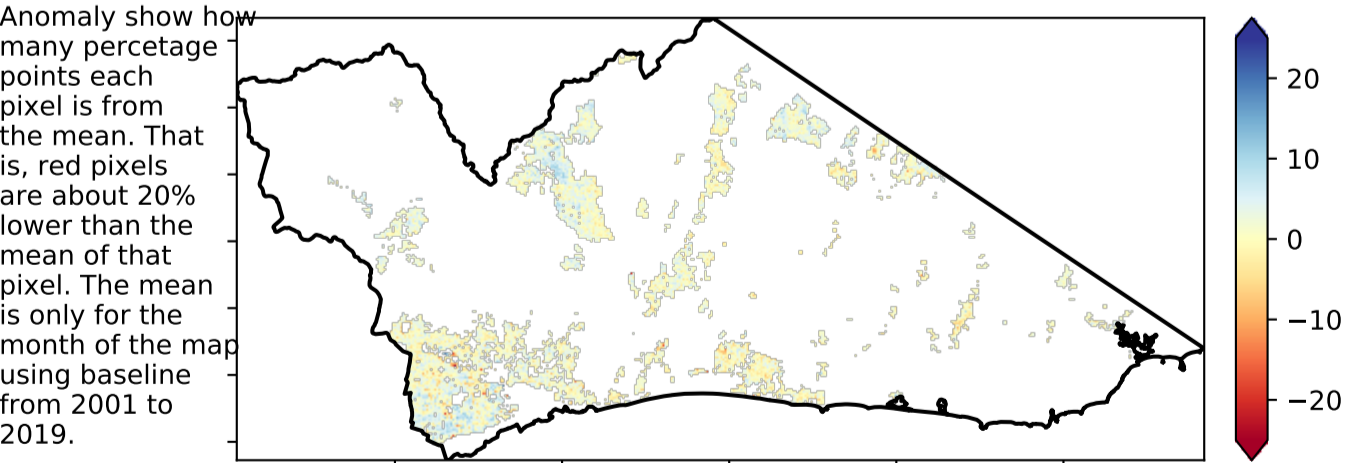 Anomaly show how
many percetage
points each
pixel is from
the mean. That
is, red pixels
are about 20%
lower than the
mean of that
pixel. The mean
is only for the
month of the map
using baseline
from 2001 to
2019.
20
10
0
−10
−20